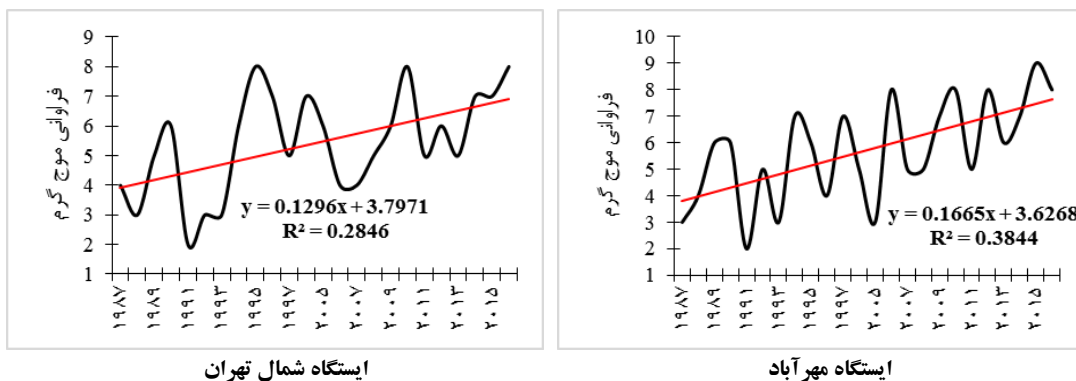 9
8
7
6
5
4
3
2
1
فراوانی موج گرم
y = 0.1296x + 3.7971
R² = 0.2846
۱۹۸۷ ۱۹۸۹ ۱۹۹۱ ۱۹۹۳ ۱۹۹۵ ۱۹۹۷ ۲۰۰۵ ۲۰۰۷ ۲۰۰۹ ۲۰۱۱ ۲۰۱۳ ۲۰۱۵
ایستگاه شمال تهران
10
9
8
7
6
5
4
3
2
1
فراوانی موج گرم
y = 0.1665x + 3.6268
R² = 0.3844
۱۹۸۷ ۱۹۸۹ ۱۹۹۱ ۱۹۹۳ ۱۹۹۵ ۱۹۹۷ ۲۰۰۵ ۲۰۰۷ ۲۰۰۹ ۲۰۱۱ ۲۰۱۳ ۲۰۱۵
ایستگاه مهرآباد